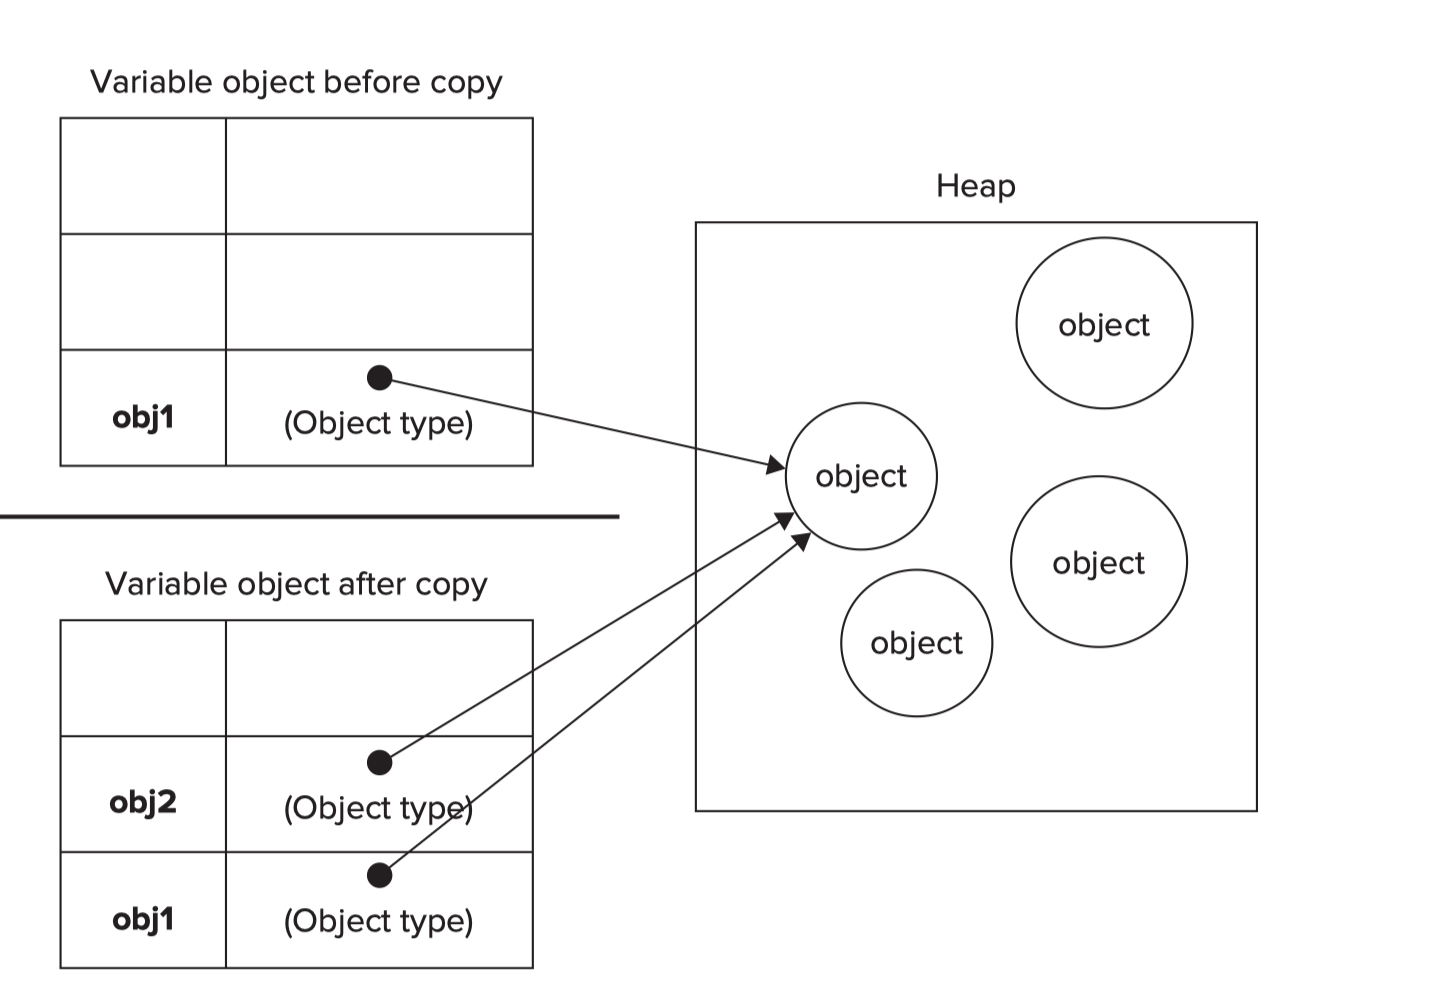 Variable object before copy
obj1
(Object type)
Variable object after copy
obj2
(Object type)
obj1
(Object type)
Heap
object
object
object
object